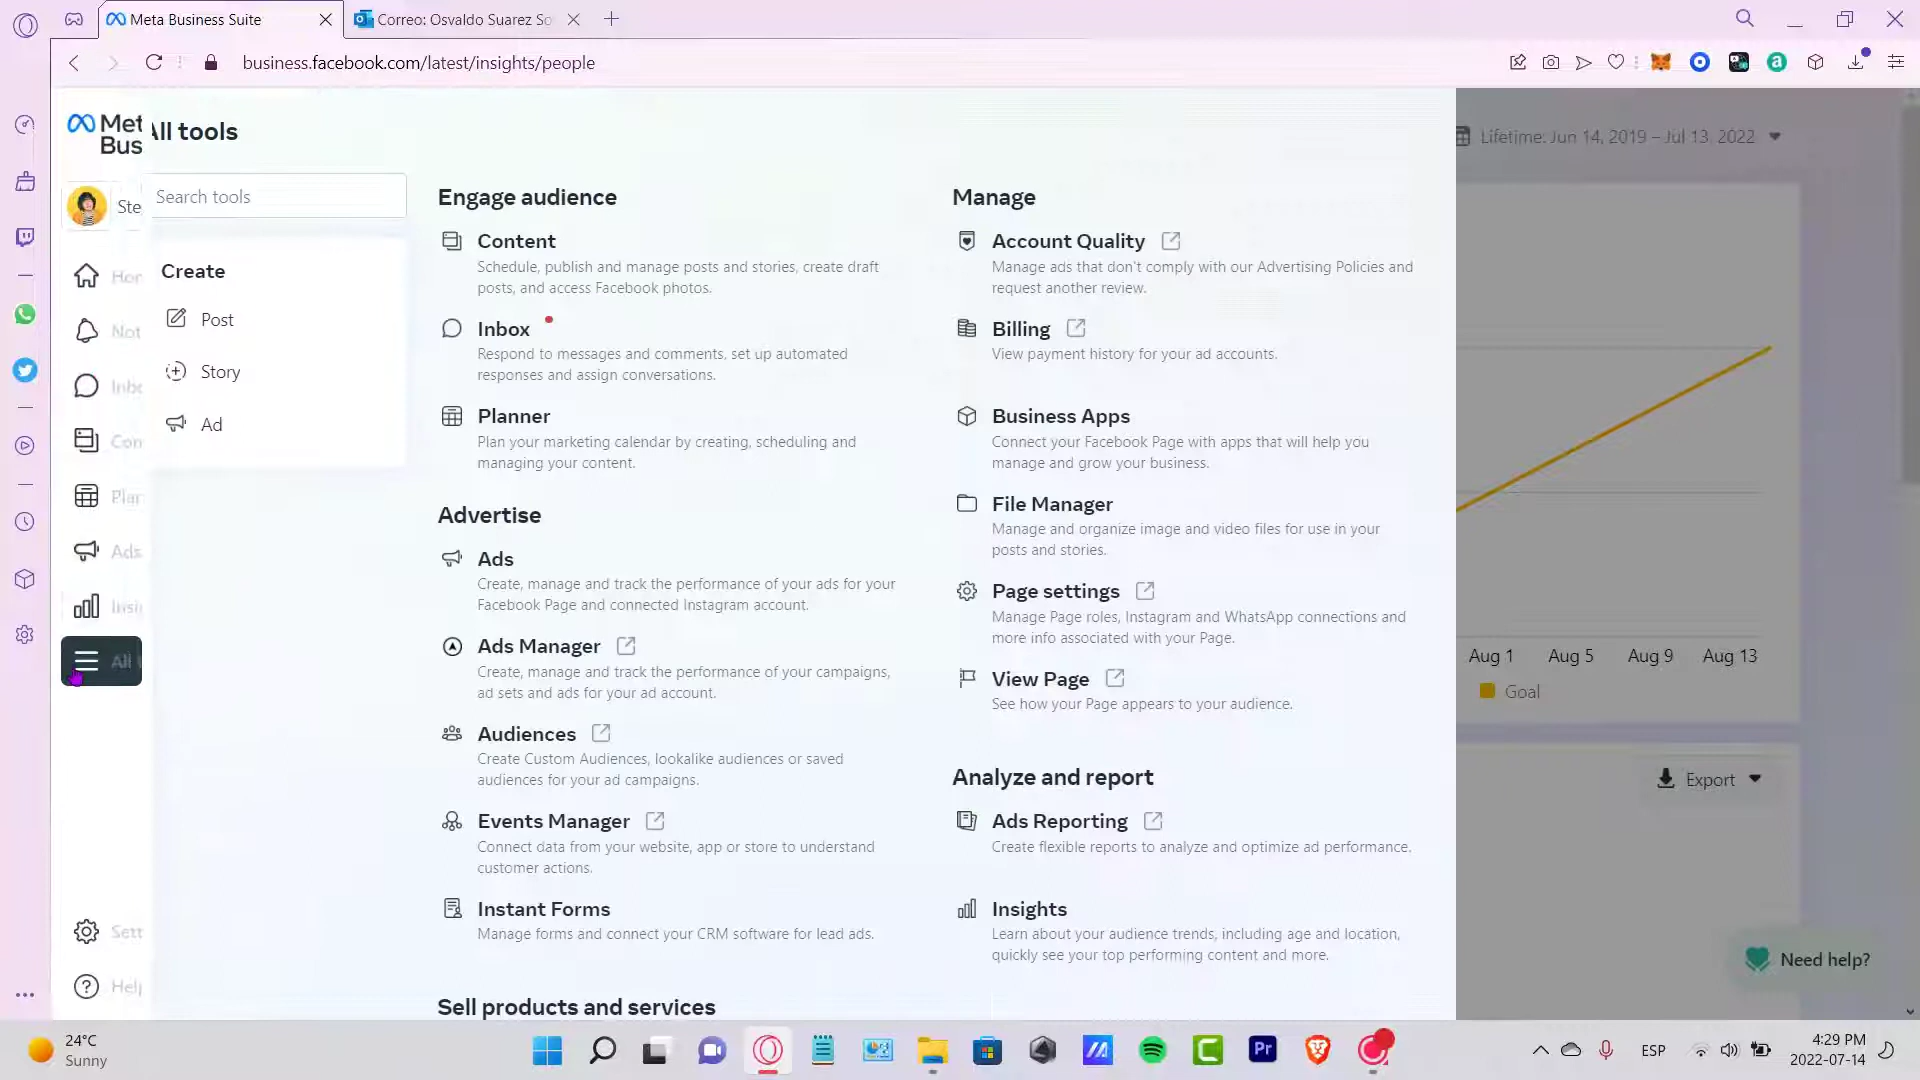 Meta Business Suite
Correo: Osvaldo Suarez So
business.facebook.com/latest/insights/people
Meta
Bus
All tools
Lifetime: Jun 14, 2019 – Jul 13, 2022
Ste
Search tools
Create
Post
Story
Ad
Hom
Not
Inbo
Con
Plan
Ads
Insi
All
Sett
Help
Engage audience
Content
Schedule, publish and manage posts and stories, create draft
posts, and access Facebook photos.
Inbox
Respond to messages and comments, set up automated
responses and assign conversations.
Planner
Plan your marketing calendar by creating, scheduling and
managing your content.
Advertise
Ads
Create, manage and track the performance of your ads for your
Facebook Page and connected Instagram account.
Ads Manager
Create, manage and track the performance of your campaigns,
ad sets and ads for your ad account.
Audiences
Create Custom Audiences, lookalike audiences or saved
audiences for your ad campaigns.
Events Manager
Connect data from your website, app or store to understand
customer actions.
Instant Forms
Manage forms and connect your CRM software for lead ads.
Sell products and services
Manage
Account Quality
Manage ads that don't comply with our Advertising Policies and
request another review.
Billing
View payment history for your ad accounts.
Business Apps
Connect your Facebook Page with apps that will help you
manage and grow your business.
File Manager
Manage and organize image and video files for use in your
posts and stories.
Page settings
Manage Page roles, Instagram and WhatsApp connections and
more info associated with your Page.
View Page
See how your Page appears to your audience.
Analyze and report
Ads Reporting
Create flexible reports to analyze and optimize ad performance.
Insights
Learn about your audience trends, including age and location,
quickly see your top performing content and more.
Aug 1 Aug 5 Aug 9 Aug 13
Goal
Export
Need help?
24°C
Sunny
Pr
ESP
4:29 PM
2022-07-14